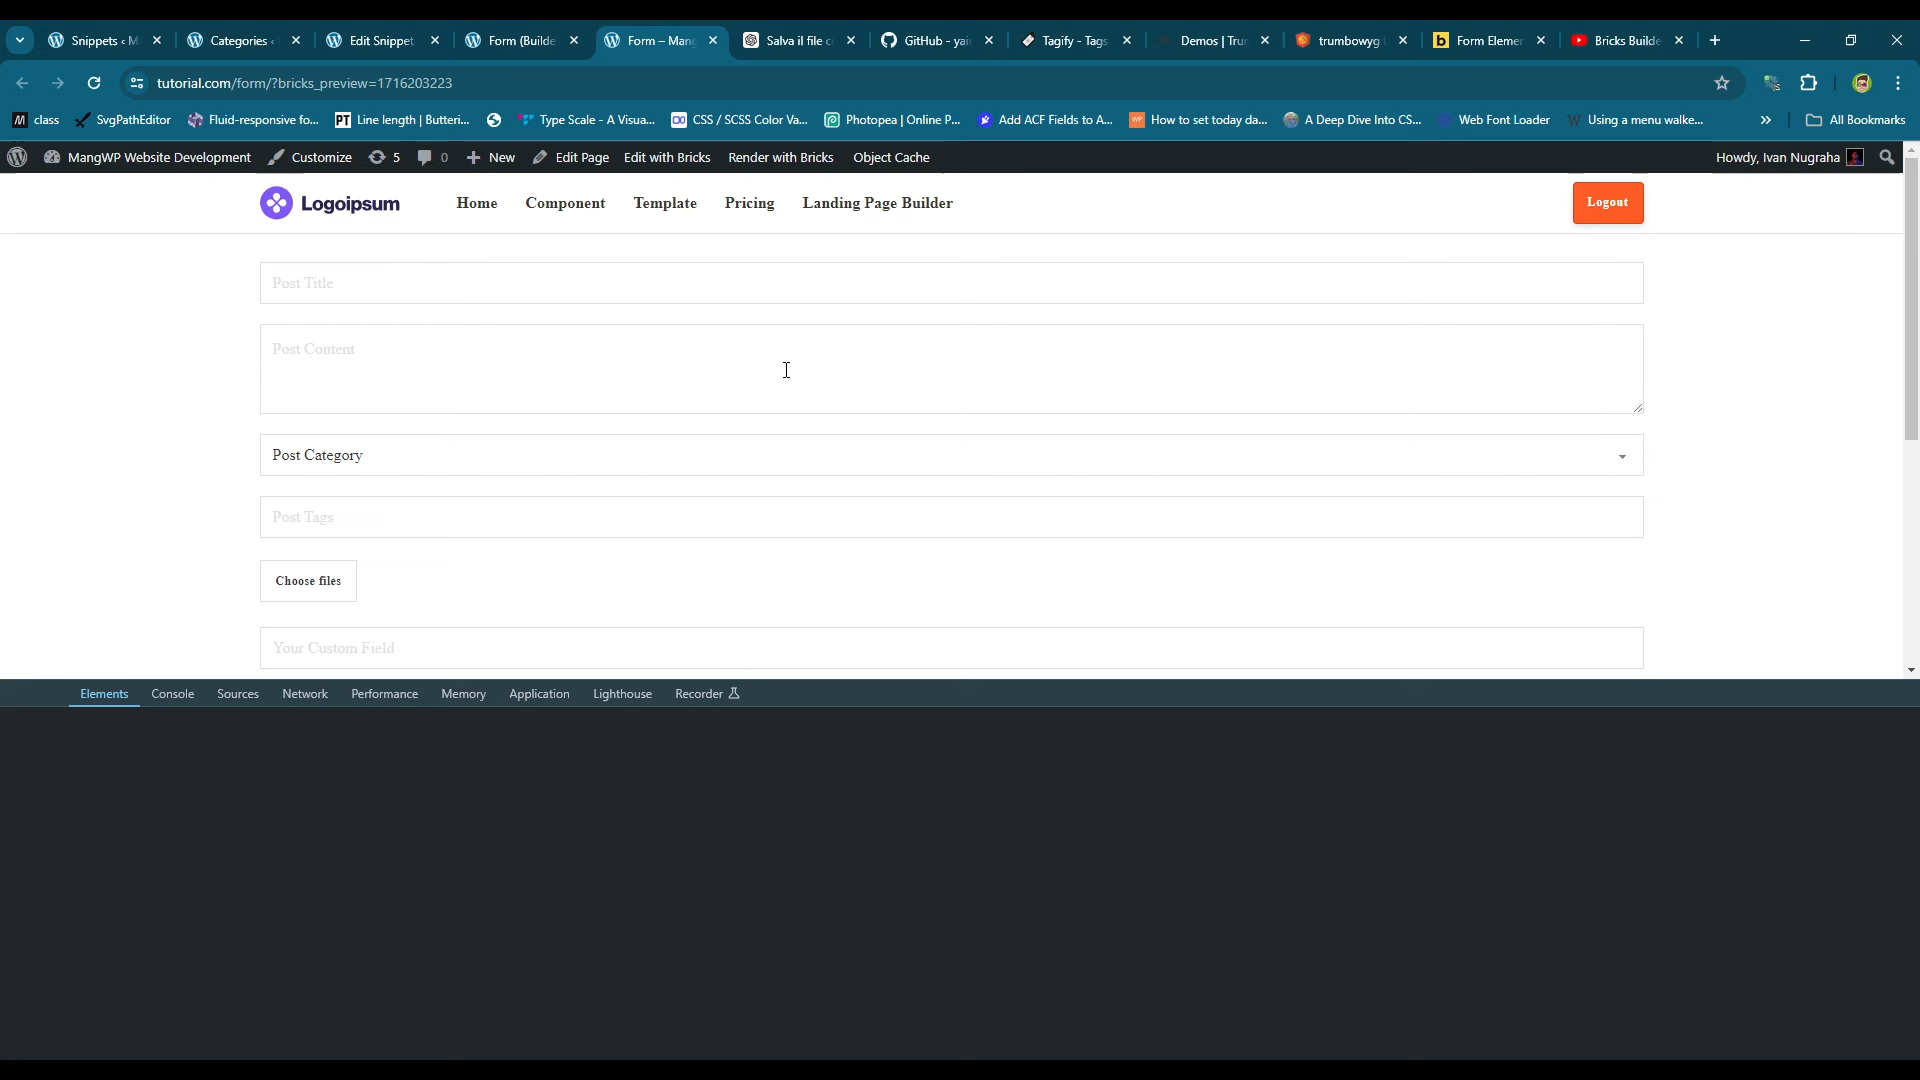 Snippets ‹ M
Categories ‹
Edit Snippet
Form (Builde
Form – Mang
Salva il file c
GitHub - yai
Tagify - Tags
Demos | Tru
trumbowyg
Form Eleme
Bricks Builde
tutorial.com/form/?bricks_preview=1716203223
class
SvgPathEditor
Fluid-responsive fo...
PT Line length | Butteri...
Type Scale - A Visua...
CSS / SCSS Color Va...
Photopea | Online P...
Add ACF Fields to A...
WP How to set today da...
A Deep Dive Into CS...
Web Font Loader
W Using a menu walke...
»
All Bookmarks
MangWP Website Development
Customize
5
0
New
Edit Page
Edit with Bricks
Render with Bricks
Object Cache
Howdy, Ivan Nugraha
Logoipsum
Home
Component
Template
Pricing
Landing Page Builder
Logout
Post Title
Post Content
Post Category
Post Tags
Choose files
Your Custom Field
Elements
Console
Sources
Network
Performance
Memory
Application
Lighthouse
Recorder